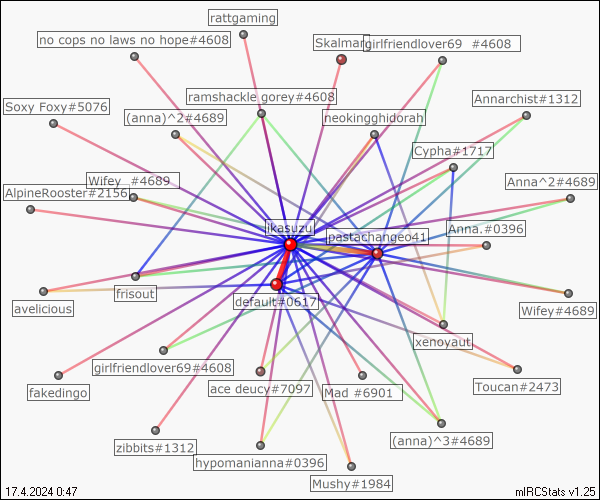 rattgaming
no cops no laws no hope#4608
Skalman
girlfriendlover69 #4608
ramshackle gorey#4608
Annarchist#1312
Soxy Foxy#5076
(anna)^2#4689
neokingghidorah
Cypha#1717
Wifey #4689
Anna^2#4689
AlpineRooster#2156
ikasuzu
pastachangeo41
Anna.#0396
frisout
default#0617
avelicious
Wifey#4689
xenoyaut
girlfriendlover69#4608
ace deucy#7097
Mad #6901
Toucan#2473
fakedingo
zibbits#1312
(anna)^3#4689
hypomanianna#0396
Mushy#1984
17.4.2024 0:47
mIRCStats v1.25